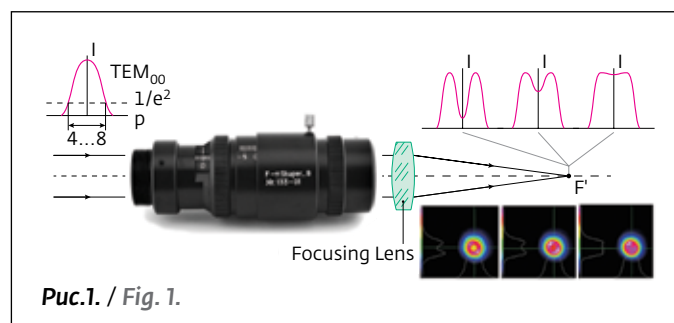 I
TEM₀₀
1/e²
p
4...8
I
I
I
F'
Focusing Lens
Рис.1. / Fig. 1.